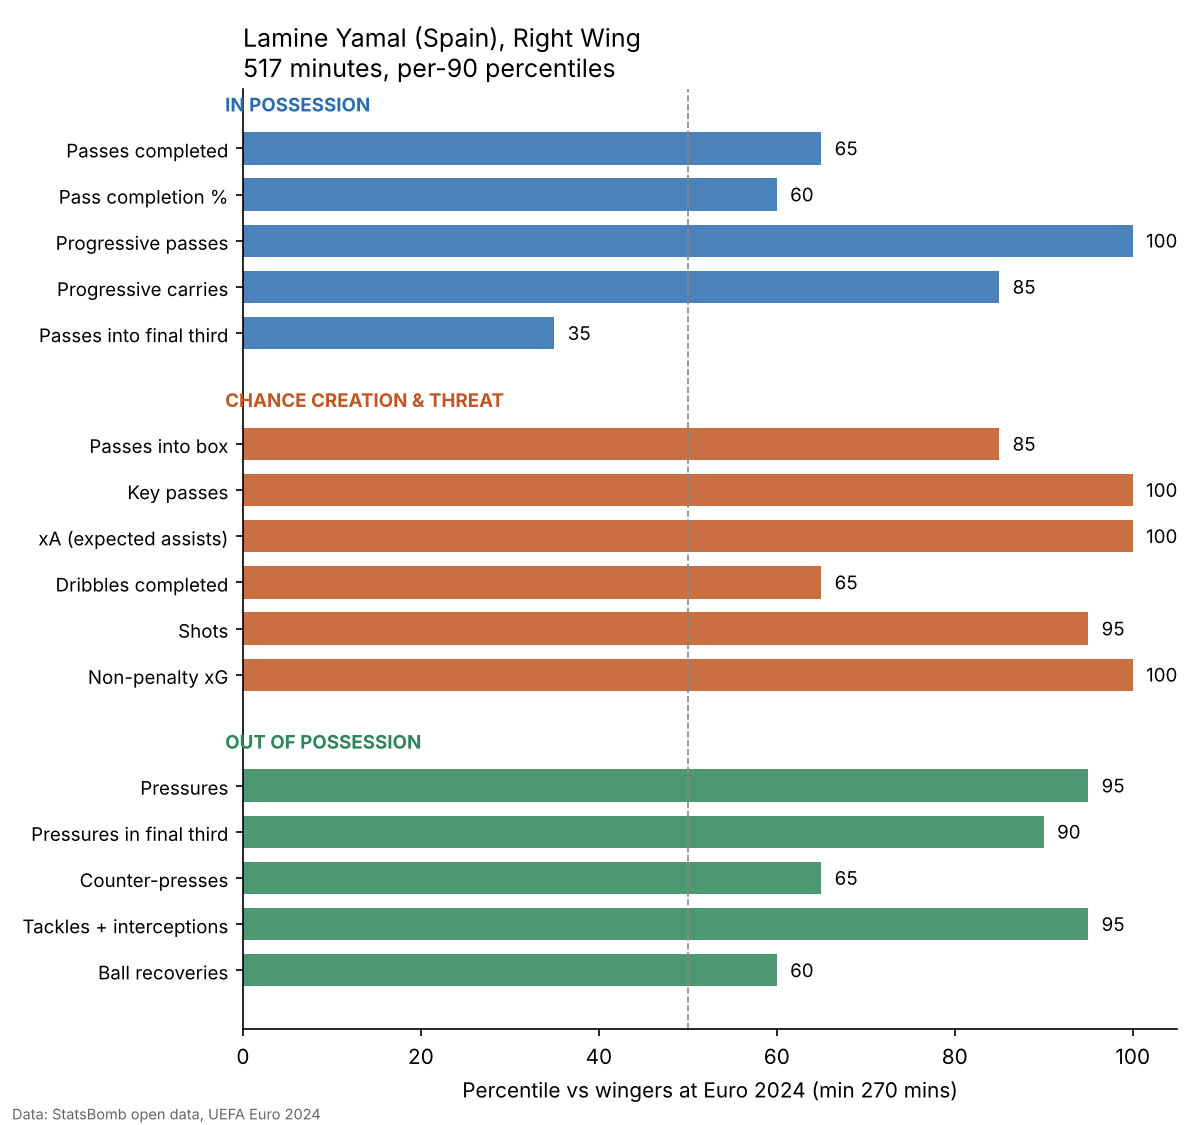 Lamine Yamal (Spain), Right Wing
517 minutes, per-90 percentiles
IN POSSESSION
Passes completed 65
Pass completion % 60
Progressive passes 100
Progressive carries 85
Passes into final third 35
CHANCE CREATION & THREAT
Passes into box 85
Key passes 100
xA (expected assists) 100
Dribbles completed 65
Shots 95
Non-penalty xG 100
OUT OF POSSESSION
Pressures 95
Pressures in final third 90
Counter-presses 65
Tackles + interceptions 95
Ball recoveries 60
0 20 40 60 80 100
Percentile vs wingers at Euro 2024 (min 270 mins)
Data: StatsBomb open data, UEFA Euro 2024